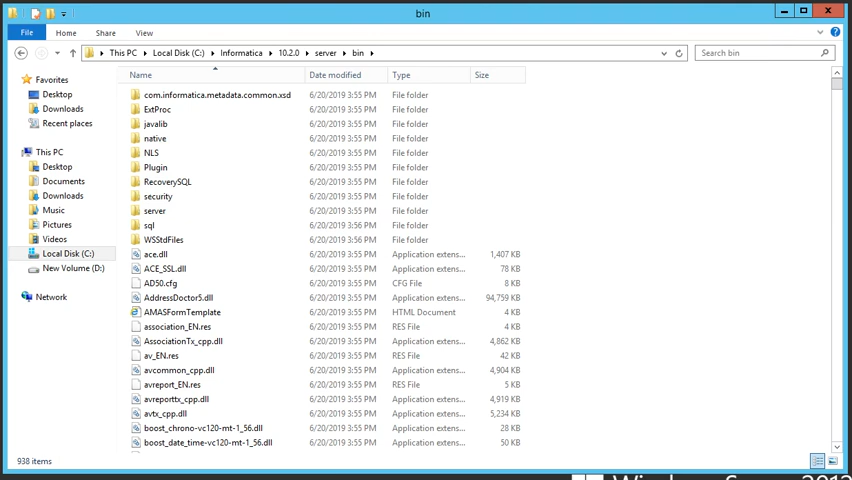 bin
File Home Share View
This PC Local Disk (C:) Informatica 10.2.0 server bin
Search bin
Name Date modified Type Size
Favorites
Desktop
Downloads
Recent places
This PC
Desktop
Documents
Downloads
Music
Pictures
Videos
Local Disk (C:)
New Volume (D:)
Network
com.informatica.metadata.common.xsd 6/20/2019 3:55 PM File folder
ExtProc 6/20/2019 3:55 PM File folder
javalib 6/20/2019 3:55 PM File folder
native 6/20/2019 3:55 PM File folder
NLS 6/20/2019 3:55 PM File folder
Plugin 6/20/2019 3:55 PM File folder
RecoverySQL 6/20/2019 3:55 PM File folder
security 6/20/2019 3:55 PM File folder
server 6/20/2019 3:55 PM File folder
sql 6/20/2019 3:56 PM File folder
WSStdFiles 6/20/2019 3:56 PM File folder
ace.dll 6/20/2019 3:55 PM Application extens... 1,407 KB
ACE_SSL.dll 6/20/2019 3:55 PM Application extens... 78 KB
AD50.cfg 6/20/2019 3:55 PM CFG File 8 KB
AddressDoctor5.dll 6/20/2019 3:55 PM Application extens... 94,759 KB
AMASFormTemplate 6/20/2019 3:55 PM HTML Document 4 KB
association_EN.res 6/20/2019 3:55 PM RES File 4 KB
AssociationTx_cpp.dll 6/20/2019 3:55 PM Application extens... 4,862 KB
av_EN.res 6/20/2019 3:55 PM RES File 42 KB
avcommon_cpp.dll 6/20/2019 3:55 PM Application extens... 4,904 KB
avreport_EN.res 6/20/2019 3:55 PM RES File 5 KB
avreporttx_cpp.dll 6/20/2019 3:55 PM Application extens... 4,919 KB
avtx_cpp.dll 6/20/2019 3:55 PM Application extens... 5,234 KB
boost_chrono-vc120-mt-1_56.dll 6/20/2019 3:55 PM Application extens... 28 KB
boost_date_time-vc120-mt-1_56.dll 6/20/2019 3:55 PM Application extens... 50 KB
938 items